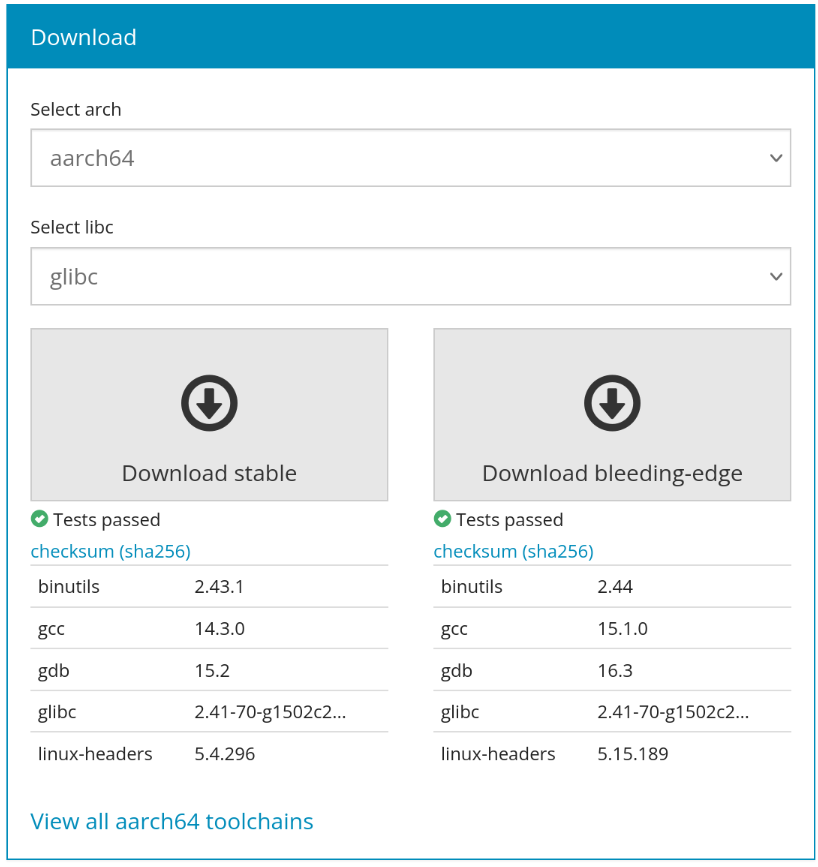 Download
Select arch
aarch64
Select libc
glibc
Download stable
Download bleeding-edge
Tests passed
Tests passed
checksum (sha256)
checksum (sha256)
binutils 2.43.1
binutils 2.44
gcc 14.3.0
gcc 15.1.0
gdb 15.2
gdb 16.3
glibc 2.41-70-g1502c2...
glibc 2.41-70-g1502c2...
linux-headers 5.4.296
linux-headers 5.15.189
View all aarch64 toolchains